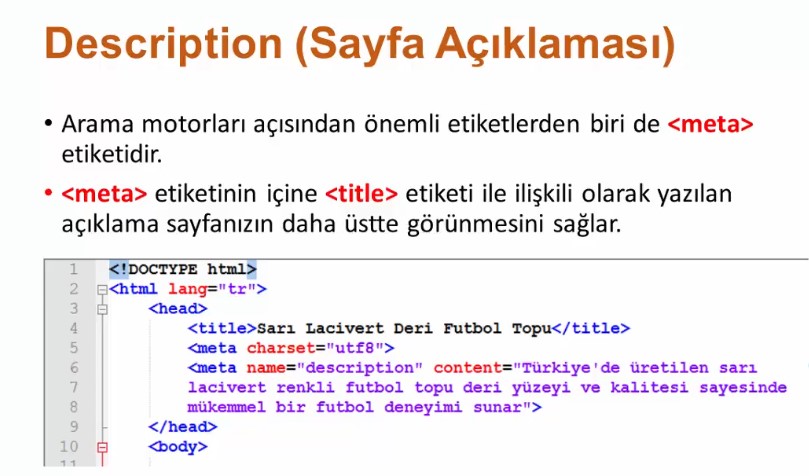 Description (Sayfa Açıklaması)
• Arama motorları açısından önemli etiketlerden biri de <meta>
etiketidir.
• <meta> etiketinin içine <title> etiketi ile ilişkili olarak yazılan
açıklama sayfanızın daha üstte görünmesini sağlar.
1 <!DOCTYPE html>
2 <html lang="tr">
3 <head>
4 <title>Sarı Lacivert Deri Futbol Topu</title>
5 <meta charset="utf8">
6 <meta name="description" content="Türkiye'de üretilen sarı
7 lacivert renkli futbol topu deri yüzeyi ve kalitesi sayesinde
8 mükemmel bir futbol deneyimi sunar">
9 </head>
10 <body>
11